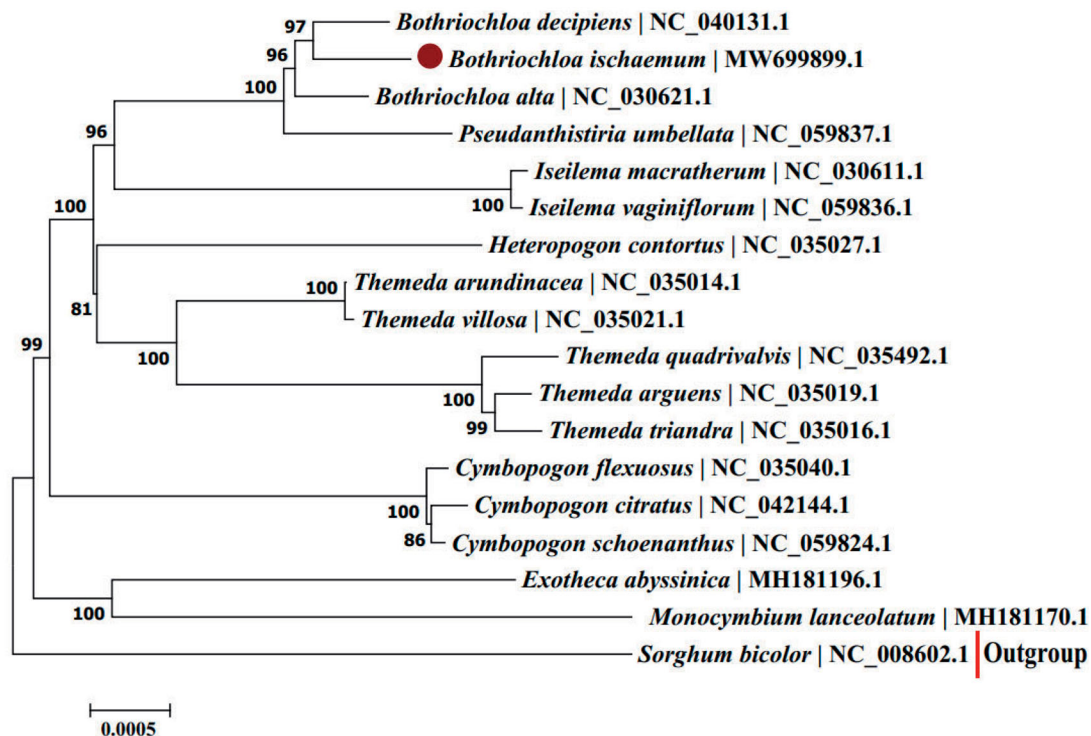 97
Bothriochloa decipiens | NC_040131.1
96
Bothriochloa ischaemum | MW699899.1
100
Bothriochloa alta | NC_030621.1
96
Pseudanthistiria umbellata | NC_059837.1
Iseilema macratherum | NC_030611.1
100
Iseilema vaginiflorum | NC_059836.1
100
Heteropogon contortus | NC_035027.1
100
Themeda arundinacea | NC_035014.1
81
Themeda villosa | NC_035021.1
99
100
Themeda quadrivalvis | NC_035492.1
100
Themeda arguens | NC_035019.1
99
Themeda triandra | NC_035016.1
Cymbopogon flexuosus | NC_035040.1
100
Cymbopogon citratus | NC_042144.1
86
Cymbopogon schoenanthus | NC_059824.1
Exotheca abyssinica | MH181196.1
100
Monocymbium lanceolatum | MH181170.1
Sorghum bicolor | NC_008602.1 Outgroup
0.0005